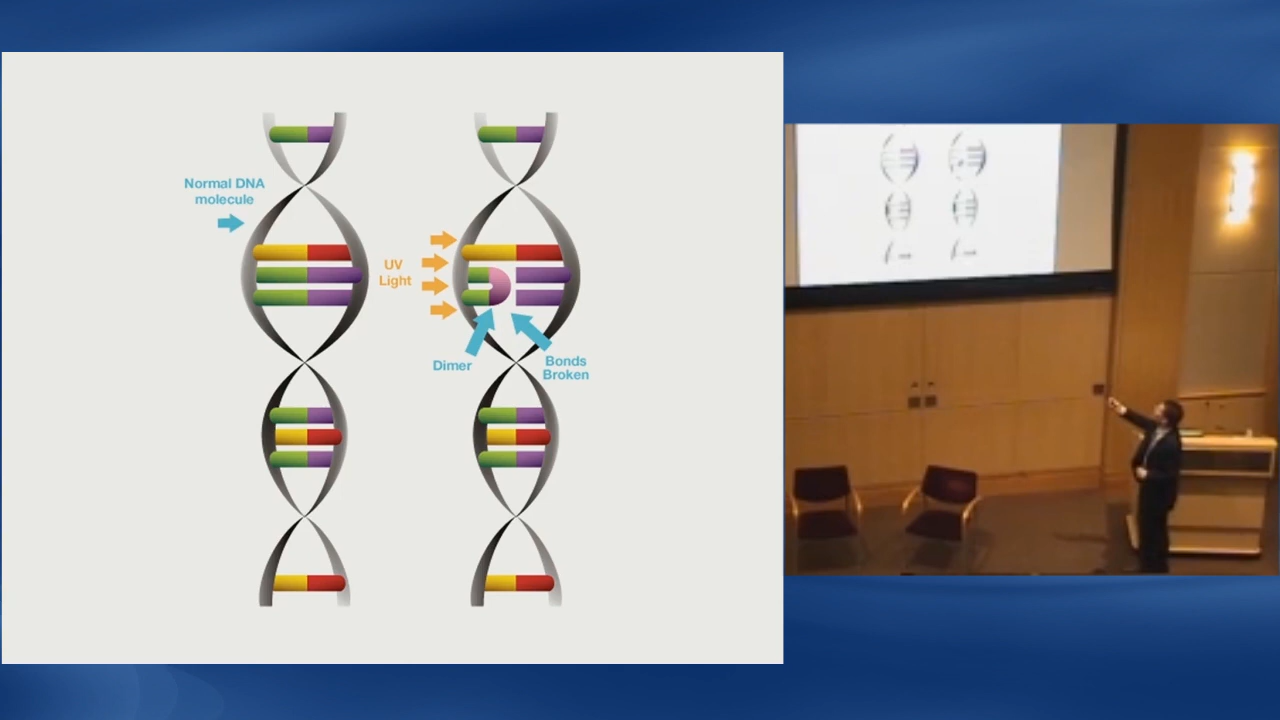 Normal DNA
molecule
UV
Light
Dimer
Bonds
Broken